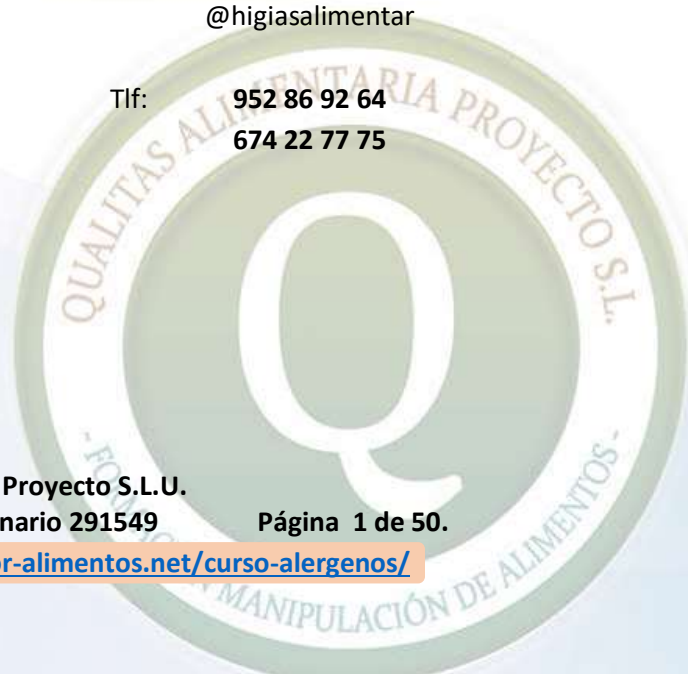 @higiasalimentar
Tlf: 952 86 92 64
674 22 77 75
QUALITAS ALIMENTARIA PROYECTO S.L.
Q
Proyecto S.L.U.
nario 291549 Página 1 de 50.
or-alimentos.net/curso-alergenos/
MANIPULACIÓN DE ALIMENTOS -